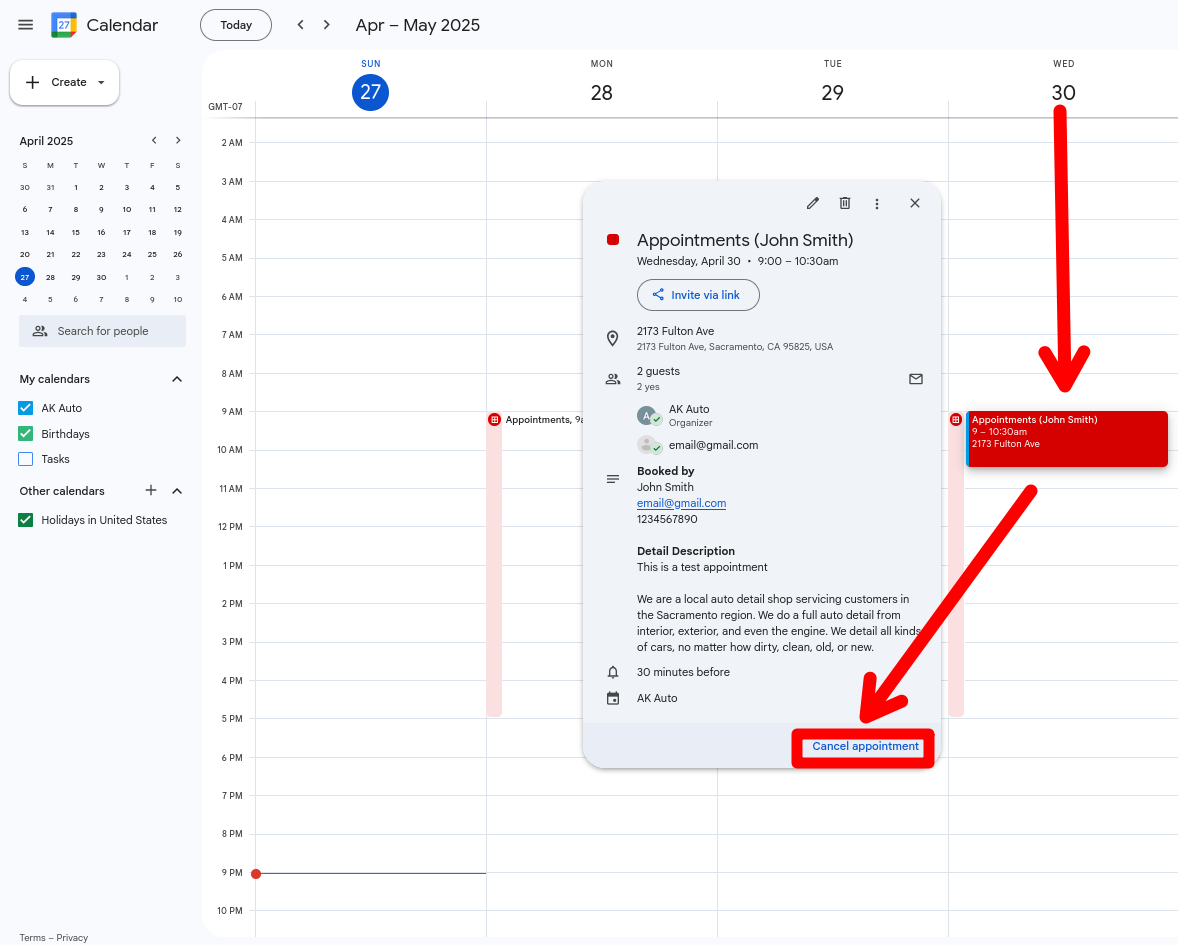 27
Calendar
Today
Apr – May 2025
Create
SUN
MON
TUE
WED
27
28
29
30
GMT-07
April 2025
S M T W T F S
30 31 1 2 3 4 5
6 7 8 9 10 11 12
13 14 15 16 17 18 19
20 21 22 23 24 25 26
27 28 29 30 1 2 3
4 5 6 7 8 9 10
Search for people
My calendars
AK Auto
Birthdays
Tasks
Other calendars
Holidays in United States
Terms – Privacy
2 AM
3 AM
4 AM
5 AM
6 AM
7 AM
8 AM
9 AM
10 AM
11 AM
12 PM
1 PM
2 PM
3 PM
4 PM
5 PM
6 PM
7 PM
8 PM
9 PM
10 PM
Appointments, 9a
Appointments (John Smith)
Wednesday, April 30 • 9:00 – 10:30am
Invite via link
2173 Fulton Ave
2173 Fulton Ave, Sacramento, CA 95825, USA
2 guests
2 yes
A
AK Auto
Organizer
email@gmail.com
Booked by
John Smith
email@gmail.com
1234567890
Detail Description
This is a test appointment
We are a local auto detail shop servicing customers in
the Sacramento region. We do a full auto detail from
interior, exterior, and even the engine. We detail all kinds
of cars, no matter how dirty, clean, old, or new.
30 minutes before
AK Auto
Cancel appointment
Appointments (John Smith)
9 – 10:30am
2173 Fulton Ave